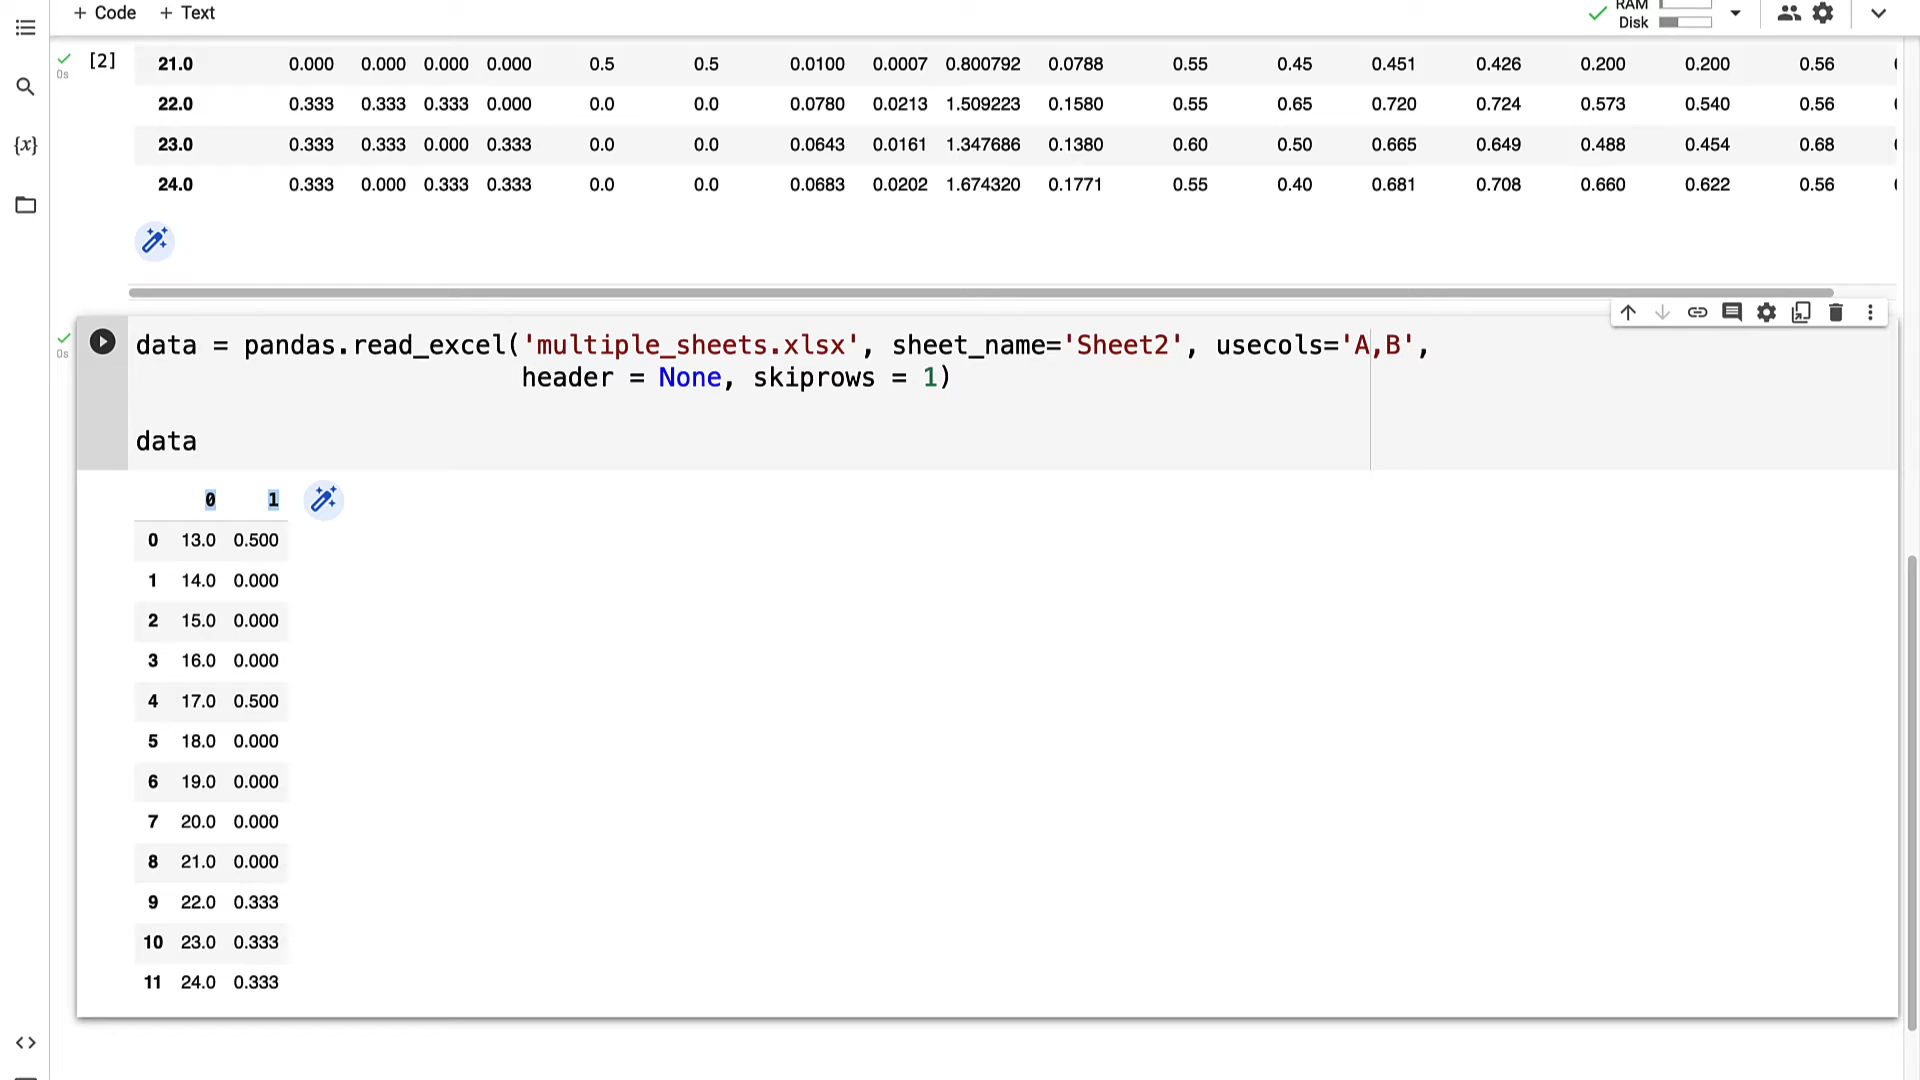 + Code + Text
RAM
Disk
{x}
[2]
0s
21.0 0.000 0.000 0.000 0.000 0.5 0.5 0.0100 0.0007 0.800792 0.0788 0.55 0.45 0.451 0.426 0.200 0.200 0.56
22.0 0.333 0.333 0.333 0.000 0.0 0.0 0.0780 0.0213 1.509223 0.1580 0.55 0.65 0.720 0.724 0.573 0.540 0.56
23.0 0.333 0.333 0.000 0.333 0.0 0.0 0.0643 0.0161 1.347686 0.1380 0.60 0.50 0.665 0.649 0.488 0.454 0.68
24.0 0.333 0.000 0.333 0.333 0.0 0.0 0.0683 0.0202 1.674320 0.1771 0.55 0.40 0.681 0.708 0.660 0.622 0.56
0s
data = pandas.read_excel('multiple_sheets.xlsx', sheet_name='Sheet2', usecols='A,B',
header = None, skiprows = 1)
data
0 1
0 13.0 0.500
1 14.0 0.000
2 15.0 0.000
3 16.0 0.000
4 17.0 0.500
5 18.0 0.000
6 19.0 0.000
7 20.0 0.000
8 21.0 0.000
9 22.0 0.333
10 23.0 0.333
11 24.0 0.333